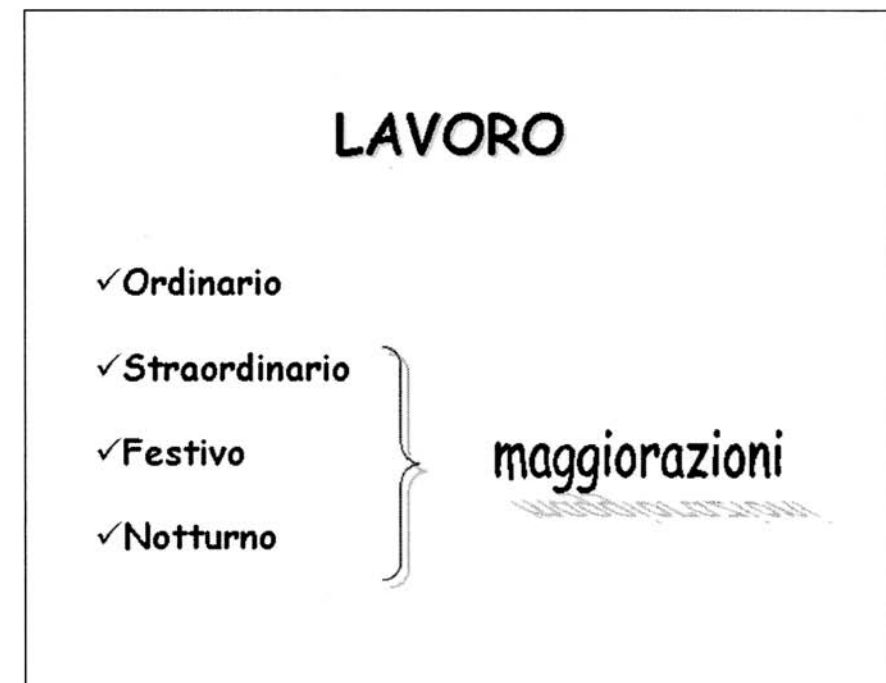 LAVORO
✓Ordinario
✓Straordinario
✓Festivo
✓Notturno
maggiorazioni